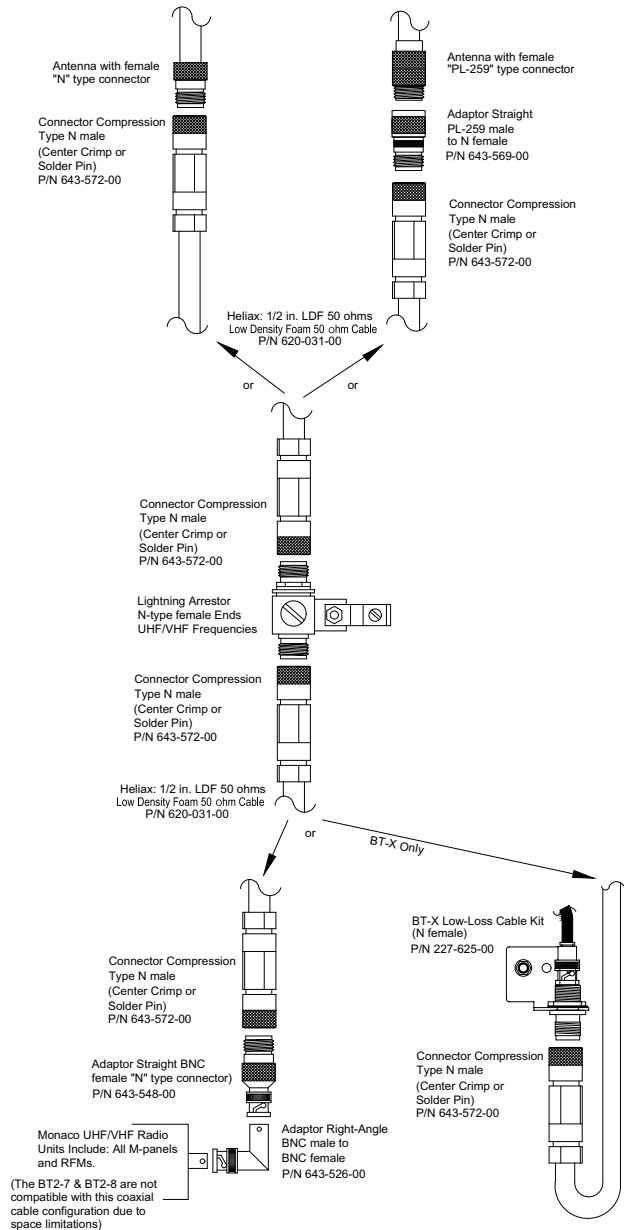 Antenna with female
"N" type connector
Connector Compression
Type N male
(Center Crimp or
Solder Pin)
P/N 643-572-00
Antenna with female
"PL-259" type connector
Adaptor Straight
PL-259 male
to N female
P/N 643-569-00
Connector Compression
Type N male
(Center Crimp or
Solder Pin)
P/N 643-572-00
Heliax: 1/2 in. LDF 50 ohms
Low Density Foam 50 ohm Cable
P/N 620-031-00
or
or
Connector Compression
Type N male
(Center Crimp or
Solder Pin)
P/N 643-572-00
Lightning Arrestor
N-type female Ends
UHF/VHF Frequencies
Connector Compression
Type N male
(Center Crimp or
Solder Pin)
P/N 643-572-00
Heliax: 1/2 in. LDF 50 ohms
Low Density Foam 50 ohm Cable
P/N 620-031-00
or
BT-X Only
Connector Compression
Type N male
(Center Crimp or
Solder Pin)
P/N 643-572-00
Adaptor Straight BNC
female "N" type connector)
P/N 643-548-00
Monaco UHF/VHF Radio
Units Include: All M-panels
and RFMs.
(The BT2-7 & BT2-8 are not
compatible with this coaxial
cable configuration due to
space limitations)
Adaptor Right-Angle
BNC male to
BNC female
P/N 643-526-00
BT-X Low-Loss Cable Kit
(N female)
P/N 227-625-00
Connector Compression
Type N male
(Center Crimp or
Solder Pin)
P/N 643-572-00